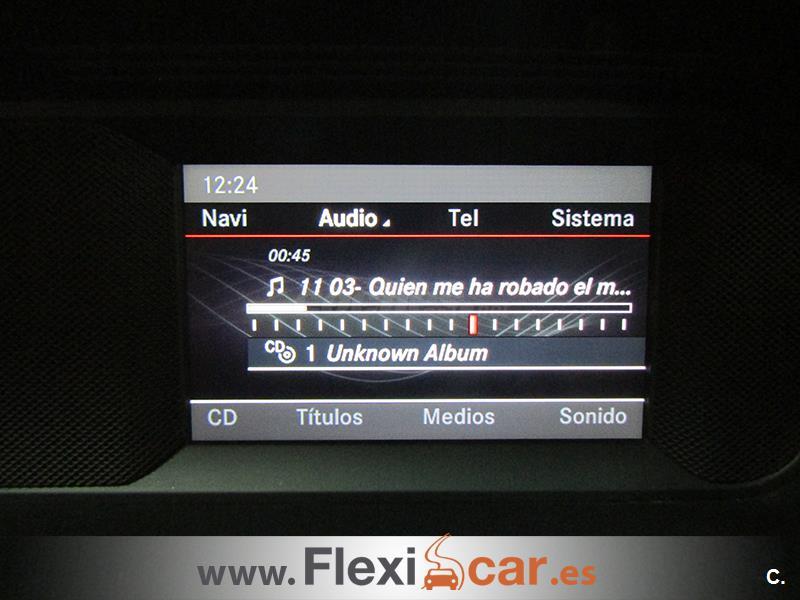 12:24
Navi Audio Tel Sistema
00:45
11 03- Quien me ha robado el m...
CD 1 Unknown Album
CD Títulos Medios Sonido
www.Flexicar.es
C.